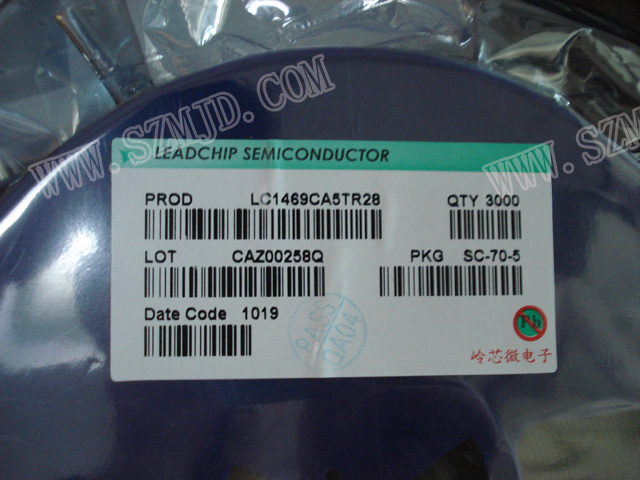 WWW.SZMJD.COM
WWW.SZM
LEADCHIP SEMICONDUCTOR
PROD LC1469CA5TR28 QTY 3000
LOT CAZ00258Q PKG SC-70-5
Date Code 1019
PASS
QA04
Pb
岭芯微电子